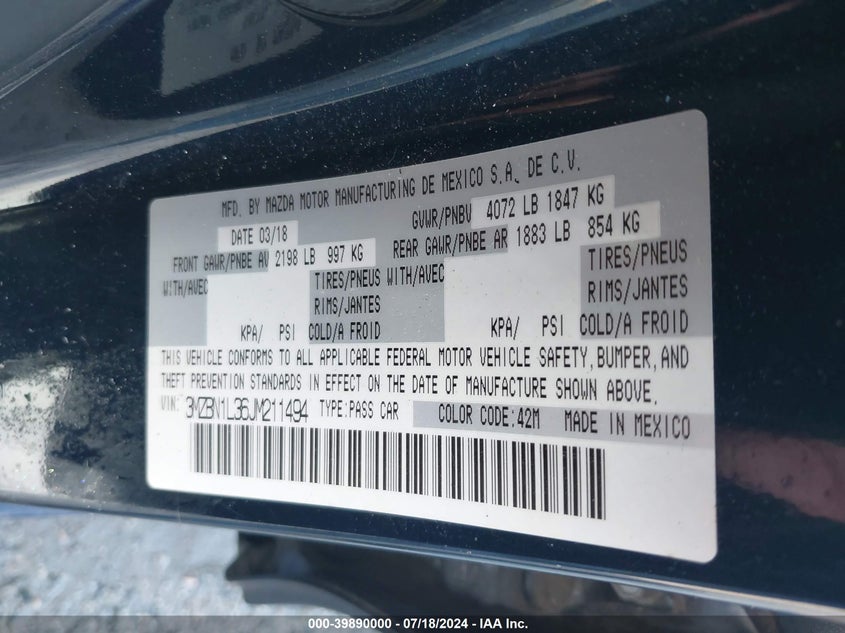 MFD. BY MAZDA MOTOR MANUFACTURING DE MEXICO S.A. DE C.V.
DATE 03/18 GVWR/PNBV 4072 LB 1847 KG
FRONT GAWR/PNBE AV 2198 LB 997 KG REAR GAWR/PNBE AR 1883 LB 854 KG
WITH/AVEC TIRES/PNEUS WITH/AVEC TIRES/PNEUS
RIMS/JANTES RIMS/JANTES
KPA/ PSI COLD/A FROID KPA/ PSI COLD/A FROID
THIS VEHICLE CONFORMS TO ALL APPLICABLE FEDERAL MOTOR VEHICLE SAFETY, BUMPER, AND
THEFT PREVENTION STANDARDS IN EFFECT ON THE DATE OF MANUFACTURE SHOWN ABOVE.
VIN: 3MZBN1L36JM211494 TYPE:PASS CAR COLOR CODE:42M MADE IN MEXICO
000-39890000 - 07/18/2024 - IAA Inc.